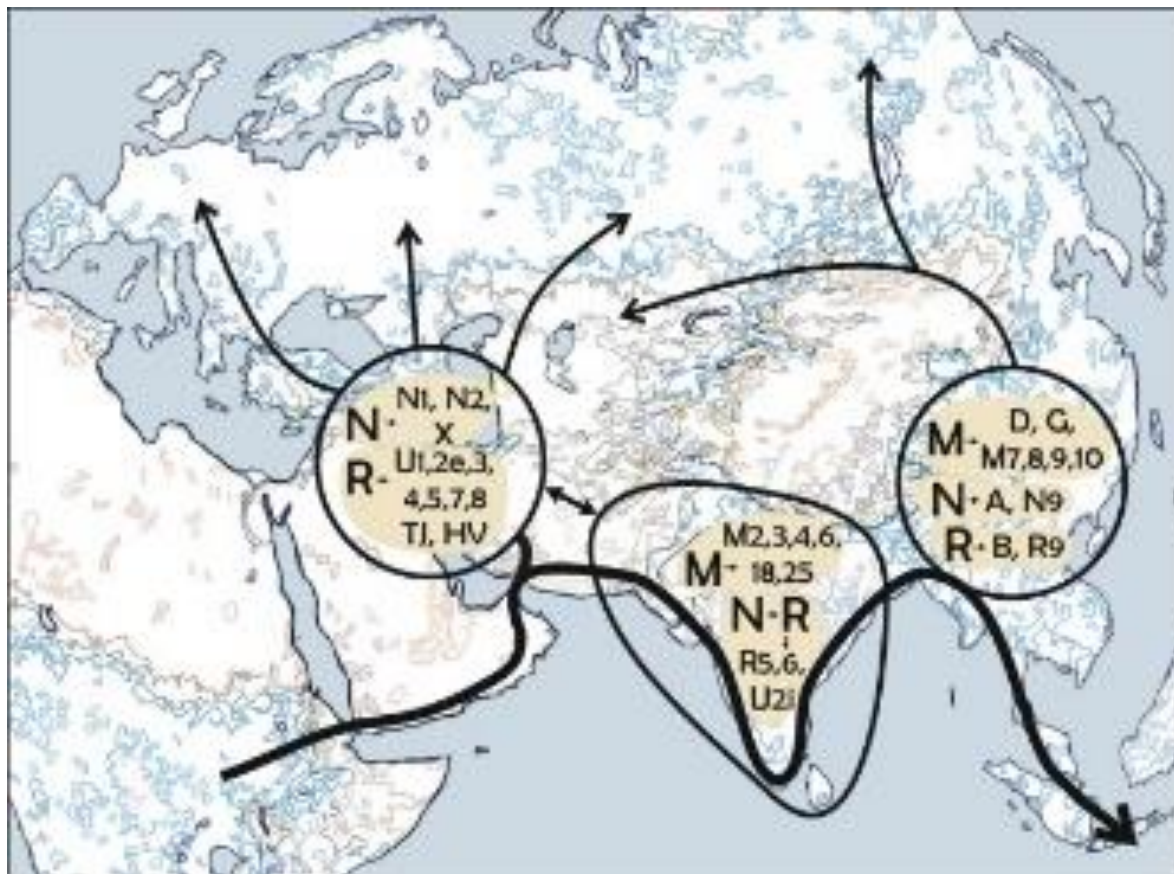 N- N1, N2,
X
R- U1,2e,3,
4,5,7,8
TJ, HV
M2,3,4,6,
M- 18,25
N-R
R5,6,
U2i
M- D, G,
M7,8,9,10
N- A, N9
R- B, R9